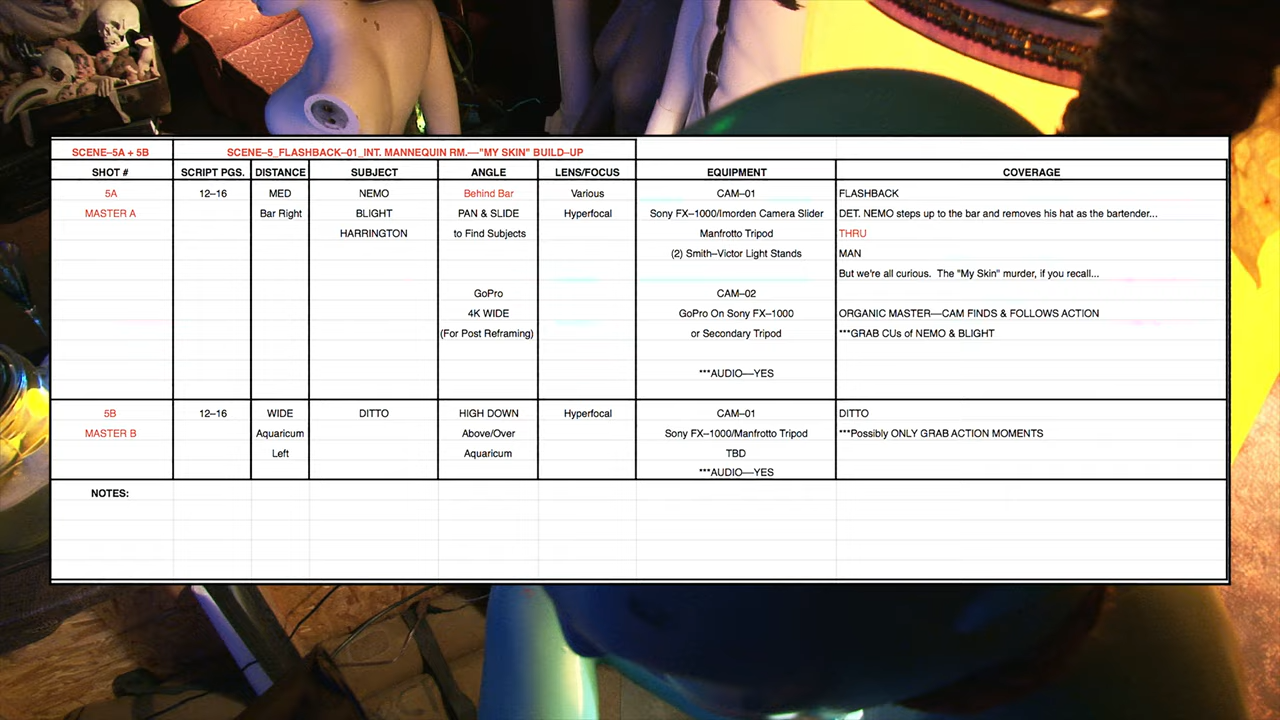 SCENE–5A + 5B SCENE–5_FLASHBACK–01_INT. MANNEQUIN RM.—"MY SKIN" BUILD–UP
SHOT # SCRIPT PGS. DISTANCE SUBJECT ANGLE LENS/FOCUS EQUIPMENT COVERAGE
5A 12–16 MED NEMO Behind Bar Various CAM–01 FLASHBACK
MASTER A Bar Right BLIGHT PAN & SLIDE Hyperfocal Sony FX–1000/Imorden Camera Slider DET. NEMO steps up to the bar and removes his hat as the bartender...
HARRINGTON to Find Subjects Manfrotto Tripod THRU
(2) Smith–Victor Light Stands MAN
But we're all curious. The "My Skin" murder, if you recall...
GoPro CAM–02
4K WIDE GoPro On Sony FX–1000 ORGANIC MASTER—CAM FINDS & FOLLOWS ACTION
(For Post Reframing) or Secondary Tripod ***GRAB CUs of NEMO & BLIGHT
***AUDIO—YES
5B 12–16 WIDE DITTO HIGH DOWN Hyperfocal CAM–01 DITTO
MASTER B Aquaricum Above/Over Sony FX–1000/Manfrotto Tripod ***Possibly ONLY GRAB ACTION MOMENTS
Left Aquaricum TBD
***AUDIO—YES
NOTES: